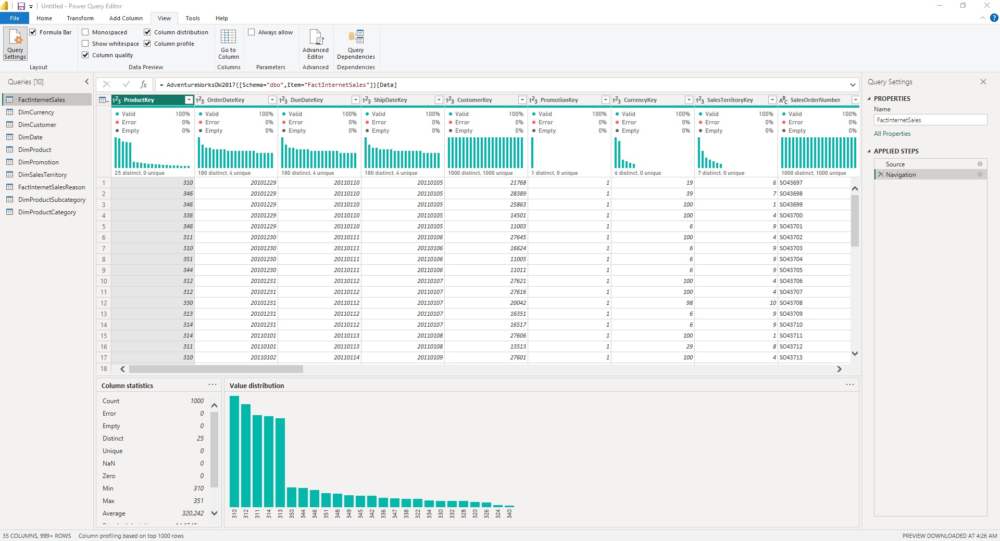 Untitled - Power Query Editor
File Home Transform Add Column View Tools Help
Query Settings
Formula Bar
Layout
Monospaced
Show whitespace
Column quality
Column distribution
Column profile
Data Preview
Go to Column
Columns
Always allow
Parameters
Advanced Editor
Advanced
Query Dependencies
Dependencies
Queries [10]
FactInternetSales
DimCurrency
DimCustomer
DimDate
DimProduct
DimPromotion
DimSalesTerritory
FactInternetSalesReason
DimProductSubcategory
DimProductCategory
fx = AdventureWorksDW2017{[Schema="dbo",Item="FactInternetSales"]}[Data]
ProductKey OrderDateKey DueDateKey ShipDateKey CustomerKey PromotionKey CurrencyKey SalesTerritoryKey SalesOrderNumber
Valid 100% Valid 100% Valid 100% Valid 100% Valid 100% Valid 100% Valid 100% Valid 100% Valid 100%
Error 0% Error 0% Error 0% Error 0% Error 0% Error 0% Error 0% Error 0% Error 0%
Empty 0% Empty 0% Empty 0% Empty 0% Empty 0% Empty 0% Empty 0% Empty 0% Empty 0%
25 distinct, 0 unique 180 distinct, 4 unique 180 distinct, 4 unique 180 distinct, 4 unique 1000 distinct, 1000 unique 1 distinct, 0 unique 6 distinct, 0 unique 7 distinct, 0 unique 1000 distinct, 1000 unique
1 310 20101229 20110110 20110105 21768 1 19 6 SO43697
2 346 20101229 20110110 20110105 28389 1 39 7 SO43698
3 346 20101229 20110110 20110105 25863 1 100 1 SO43699
4 336 20101229 20110110 20110105 14501 1 100 4 SO43700
5 346 20101229 20110110 20110105 11003 1 6 9 SO43701
6 311 20101230 20110111 20110106 27645 1 100 4 SO43702
7 310 20101230 20110111 20110106 16624 1 6 9 SO43703
8 351 20101230 20110111 20110106 11005 1 6 9 SO43704
9 344 20101230 20110111 20110106 11011 1 6 9 SO43705
10 312 20101231 20110112 20110107 27621 1 100 4 SO43706
11 312 20101231 20110112 20110107 27616 1 100 4 SO43707
12 330 20101231 20110112 20110107 20042 1 98 10 SO43708
13 313 20101231 20110112 20110107 16351 1 6 9 SO43709
14 314 20101231 20110112 20110107 16517 1 6 9 SO43710
15 314 20110101 20110113 20110108 27606 1 100 1 SO43711
16 311 20110101 20110113 20110108 13513 1 29 8 SO43712
17 310 20110102 20110114 20110109 27601 1 100 4 SO43713
18
Column statistics
Count 1000
Error 0
Empty 0
Distinct 25
Unique 0
NaN 0
Zero 0
Min 310
Max 351
Average 320.242
Value distribution
310 312 311 314 313 350 344 346 351 348 349 345 342 336 347 338 322 334 330 332 328 320 326 324 340
Query Settings
PROPERTIES
Name
FactInternetSales
All Properties
APPLIED STEPS
Source
Navigation
35 COLUMNS, 999+ ROWS Column profiling based on top 1000 rows
PREVIEW DOWNLOADED AT 4:26 AM